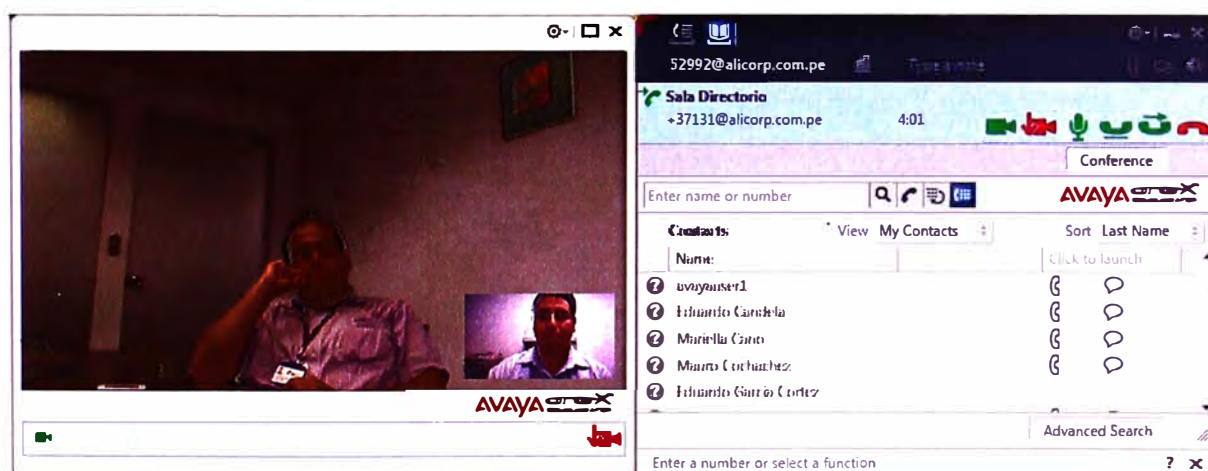 AVAYA
52992@alicorp.com.pe
Sala Directorio
+37131@alicorp.com.pe 4:01
Conference
Enter name or number
AVAYA
Contacts View My Contacts Sort Last Name
Name Click to launch
avayauser1
Eduardo Candela
Mariella Cano
Mauro
Eduardo García Cortez
Advanced Search
Enter a number or select a function